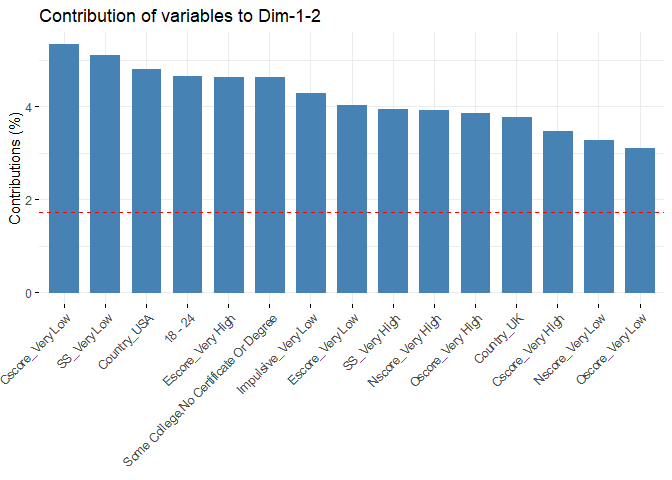 Contribution of variables to Dim-1-2
Contributions (%)
4
2
0
Cscore_Very Low
SS_Very Low
Country_USA
18 - 24
Escore_Very High
Some College,No Certificate Or Degree
Impulsive_Very Low
Escore_Very Low
SS_Very High
Nscore_Very High
Oscore_Very High
Country_UK
Cscore_Very High
Nscore_Very Low
Oscore_Very Low